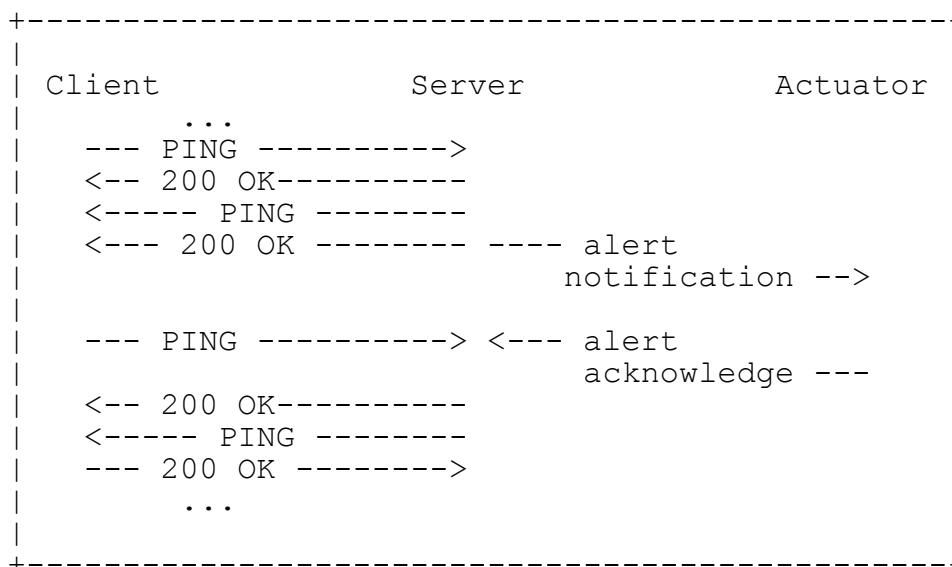 +------------------------------------------------
|
| Client             Server             Actuator
|        ...
|   --- PING ---------->
|   <-- 200 OK----------
|   <----- PING --------
|   <--- 200 OK -------- ---- alert
|                            notification -->
|
|   --- PING ----------> <--- alert
|                             acknowledge ---
|   <-- 200 OK----------
|   <----- PING --------
|   --- 200 OK -------->
|        ...
|
+------------------------------------------------